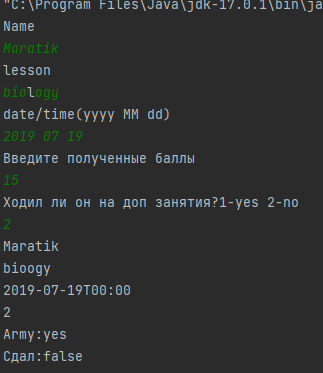 "C:\Program Files\Java\jdk-17.0.1\bin\ja
Name
Maratik
lesson
biology
date/time(yyyy MM dd)
2019 07 19
Введите полученные баллы
15
Ходил ли он на доп занятия?1-yes 2-no
2
Maratik
bioogy
2019-07-19T00:00
2
Army:yes
Сдал:false